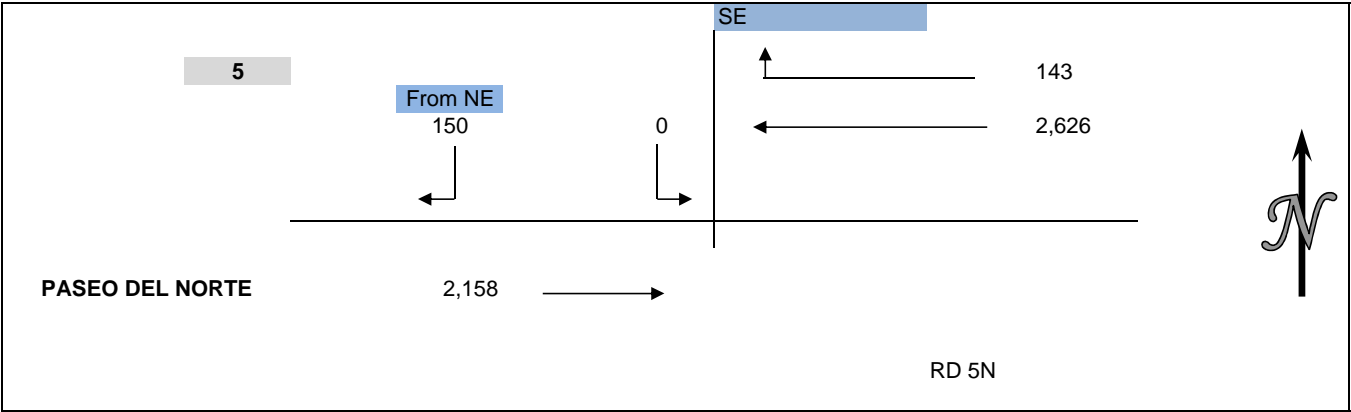 SE
5
143
From NE
150 0 2,626
N
PASEO DEL NORTE 2,158
RD 5N